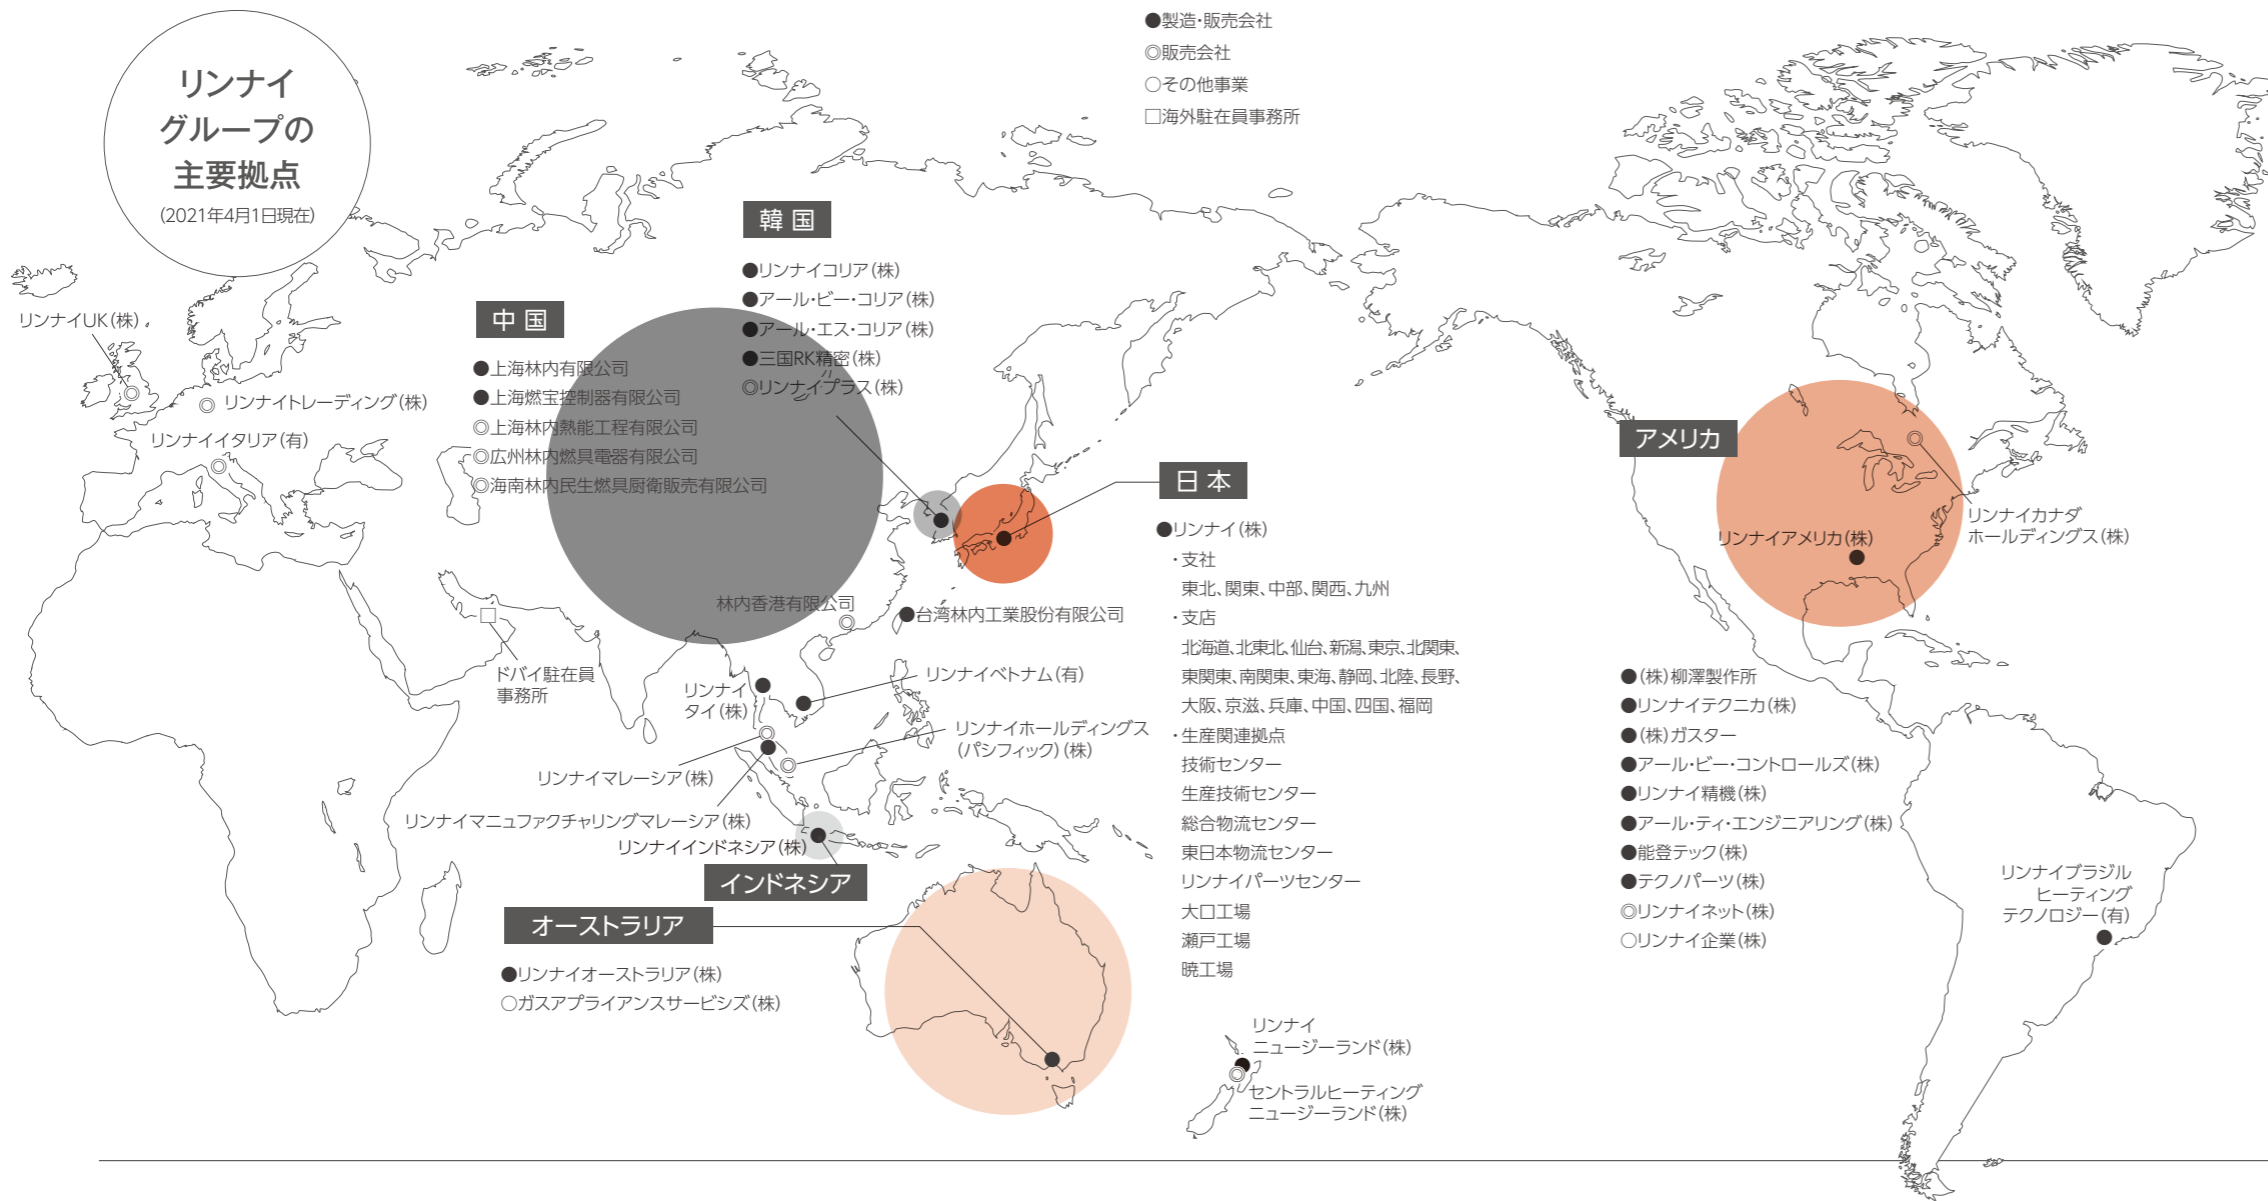 リンナイ
グループの
主要拠点
(2021年4月1日現在)
●製造・販売会社
◎販売会社
○その他事業
□海外駐在員事務所
韓国
●リンナイコリア(株)
●アール・ビー・コリア(株)
●アール・エス・コリア(株)
●三国RK精密(株)
◎リンナイプラス(株)
中国
●上海林内有限公司
●上海燃宝控制器有限公司
◎上海林内熱能工程有限公司
◎広州林内燃具電器有限公司
◎海南林内民生燃具厨衛販売有限公司
リンナイUK(株)
リンナイトレーディング(株)
リンナイイタリア(有)
ドバイ駐在員
事務所
林内香港有限公司
●台湾林内工業股份有限公司
リンナイ
タイ(株)
リンナイベトナム(有)
リンナイホールディングス
(パシフィック)(株)
リンナイマレーシア(株)
リンナイマニュファクチャリングマレーシア(株)
リンナイインドネシア(株)
インドネシア
オーストラリア
●リンナイオーストラリア(株)
○ガスアプライアンスサービシズ(株)
日本
●リンナイ(株)
・支社
東北、関東、中部、関西、九州
・支店
北海道、北東北、仙台、新潟、東京、北関東、
東関東、南関東、東海、静岡、北陸、長野、
大阪、京滋、兵庫、中国、四国、福岡
・生産関連拠点
技術センター
生産技術センター
総合物流センター
東日本物流センター
リンナイパーツセンター
大口工場
瀬戸工場
暁工場
リンナイ
ニュージーランド(株)
セントラルヒーティング
ニュージーランド(株)
アメリカ
リンナイアメリカ(株)
リンナイカナダ
ホールディングス(株)
●(株)柳澤製作所
●リンナイテクニカ(株)
●(株)ガスター
●アール・ビー・コントロールズ(株)
●リンナイ精機(株)
●アール・ティ・エンジニアリング(株)
●能登テック(株)
●テクノパーツ(株)
◎リンナイネット(株)
○リンナイ企業(株)
リンナイブラジル
ヒーティング
テクノロジー(有)